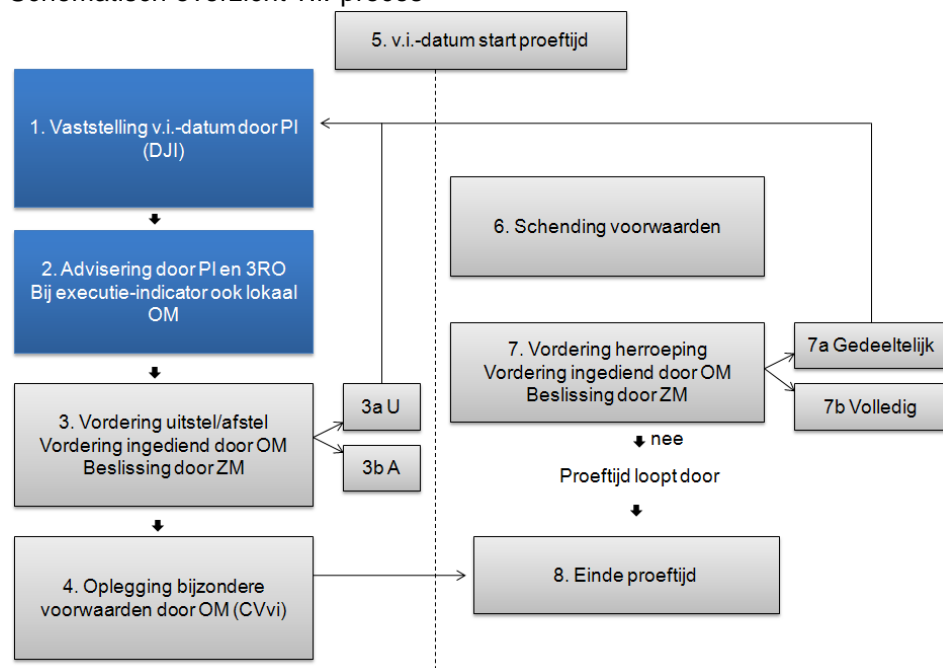 5. v.i.-datum start proeftijd
1. Vaststelling v.i.-datum door PI
(DJI)
2. Advisering door PI en 3RO
Bij executie-indicator ook lokaal
OM
3. Vordering uitstel/afstel
Vordering ingediend door OM
Beslissing door ZM
3a U
3b A
4. Oplegging bijzondere
voorwaarden door OM (CVvi)
6. Schending voorwaarden
7. Vordering herroeping
Vordering ingediend door OM
Beslissing door ZM
7a Gedeeltelijk
7b Volledig
nee
Proeftijd loopt door
8. Einde proeftijd